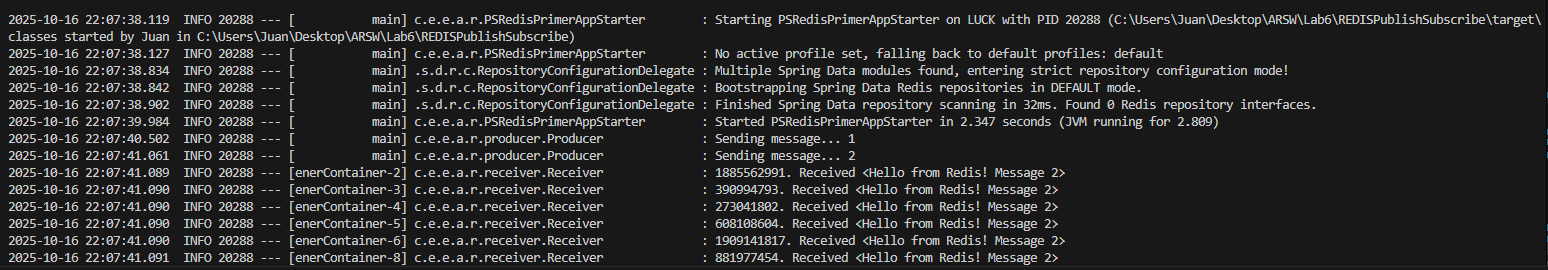 2025-10-16 22:07:38.119  INFO 20288 --- [           main] c.e.e.a.r.PSRedisPrimerAppStarter        : Starting PSRedisPrimerAppStarter on LUCK with PID 20288 (C:\Users\Juan\Desktop\ARSW\Lab6\REDISPublishSubscribe\target\
classes started by Juan in C:\Users\Juan\Desktop\ARSW\Lab6\REDISPublishSubscribe)
2025-10-16 22:07:38.127  INFO 20288 --- [           main] c.e.e.a.r.PSRedisPrimerAppStarter        : No active profile set, falling back to default profiles: default
2025-10-16 22:07:38.834  INFO 20288 --- [           main] .s.d.r.c.RepositoryConfigurationDelegate : Multiple Spring Data modules found, entering strict repository configuration mode!
2025-10-16 22:07:38.842  INFO 20288 --- [           main] .s.d.r.c.RepositoryConfigurationDelegate : Bootstrapping Spring Data Redis repositories in DEFAULT mode.
2025-10-16 22:07:38.902  INFO 20288 --- [           main] .s.d.r.c.RepositoryConfigurationDelegate : Finished Spring Data repository scanning in 32ms. Found 0 Redis repository interfaces.
2025-10-16 22:07:39.984  INFO 20288 --- [           main] c.e.e.a.r.PSRedisPrimerAppStarter        : Started PSRedisPrimerAppStarter in 2.347 seconds (JVM running for 2.809)
2025-10-16 22:07:40.502  INFO 20288 --- [           main] c.e.e.a.r.producer.Producer              : Sending message... 1
2025-10-16 22:07:41.061  INFO 20288 --- [           main] c.e.e.a.r.producer.Producer              : Sending message... 2
2025-10-16 22:07:41.089  INFO 20288 --- [enerContainer-2] c.e.e.a.r.receiver.Receiver              : 1885562991. Received <Hello from Redis! Message 2>
2025-10-16 22:07:41.090  INFO 20288 --- [enerContainer-3] c.e.e.a.r.receiver.Receiver              : 390994793. Received <Hello from Redis! Message 2>
2025-10-16 22:07:41.090  INFO 20288 --- [enerContainer-4] c.e.e.a.r.receiver.Receiver              : 273041802. Received <Hello from Redis! Message 2>
2025-10-16 22:07:41.090  INFO 20288 --- [enerContainer-5] c.e.e.a.r.receiver.Receiver              : 608108604. Received <Hello from Redis! Message 2>
2025-10-16 22:07:41.090  INFO 20288 --- [enerContainer-6] c.e.e.a.r.receiver.Receiver              : 1909141817. Received <Hello from Redis! Message 2>
2025-10-16 22:07:41.091  INFO 20288 --- [enerContainer-8] c.e.e.a.r.receiver.Receiver              : 881977454. Received <Hello from Redis! Message 2>